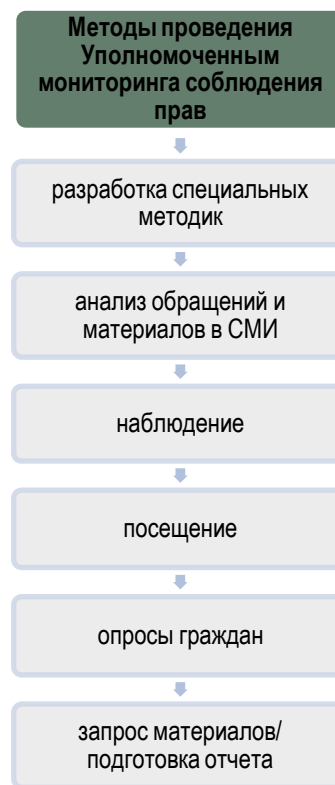 Методы проведения
Уполномоченным
мониторинга соблюдения
прав
разработка специальных
методик
анализ обращений и
материалов в СМИ
наблюдение
посещение
опросы граждан
запрос материалов/
подготовка отчета